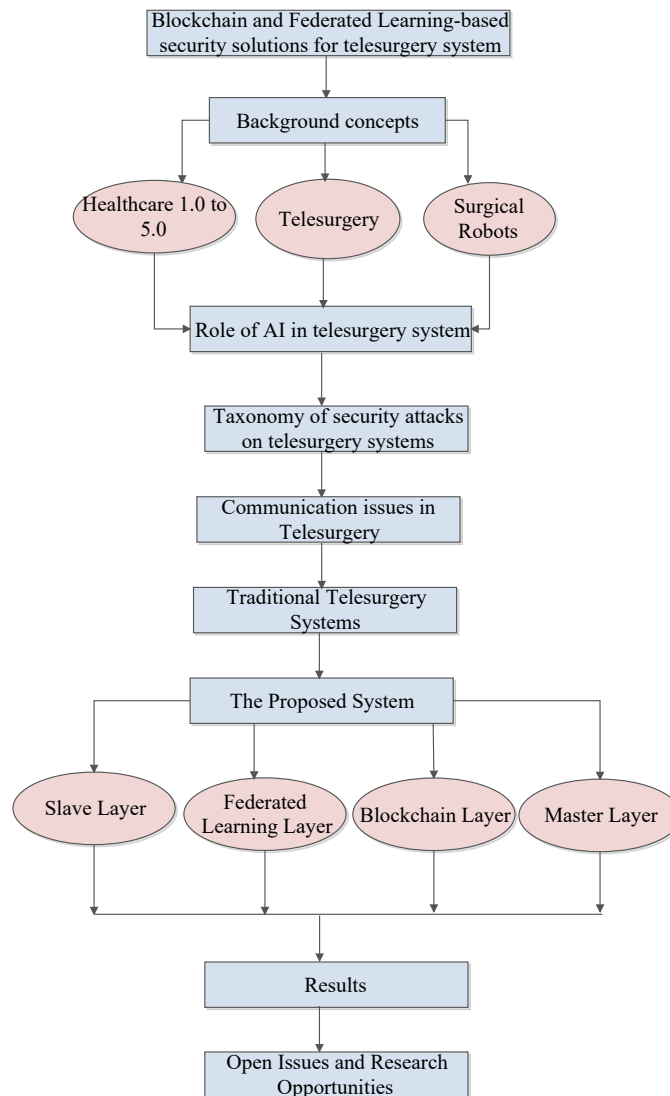 Blockchain and Federated Learning-based
security solutions for telesurgery system
Background concepts
Healthcare 1.0 to
5.0
Telesurgery
Surgical
Robots
Role of AI in telesurgery system
Taxonomy of security attacks
on telesurgery systems
Communication issues in
Telesurgery
Traditional Telesurgery
Systems
The Proposed System
Slave Layer
Federated
Learning Layer
Blockchain Layer
Master Layer
Results
Open Issues and Research
Opportunities